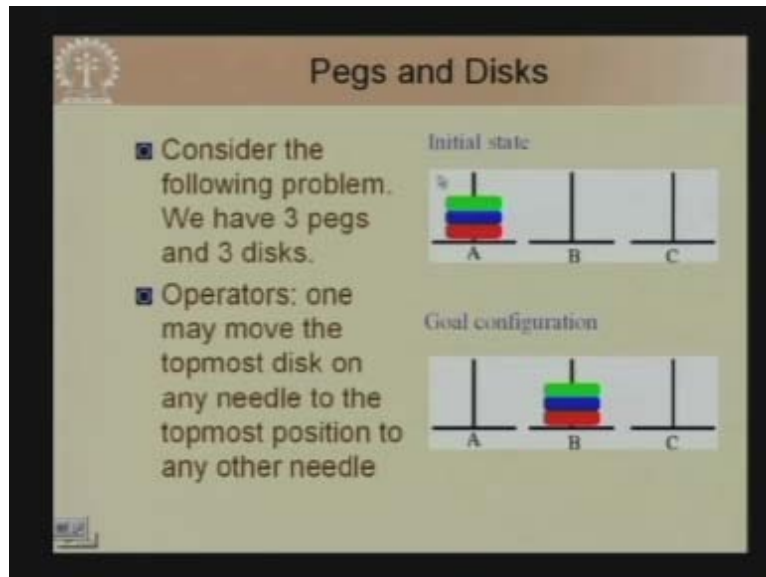 Pegs and Disks
Consider the
following problem.
We have 3 pegs
and 3 disks.
Operators: one
may move the
topmost disk on
any needle to the
topmost position to
any other needle
Initial state
A B C
Goal configuration
A B C